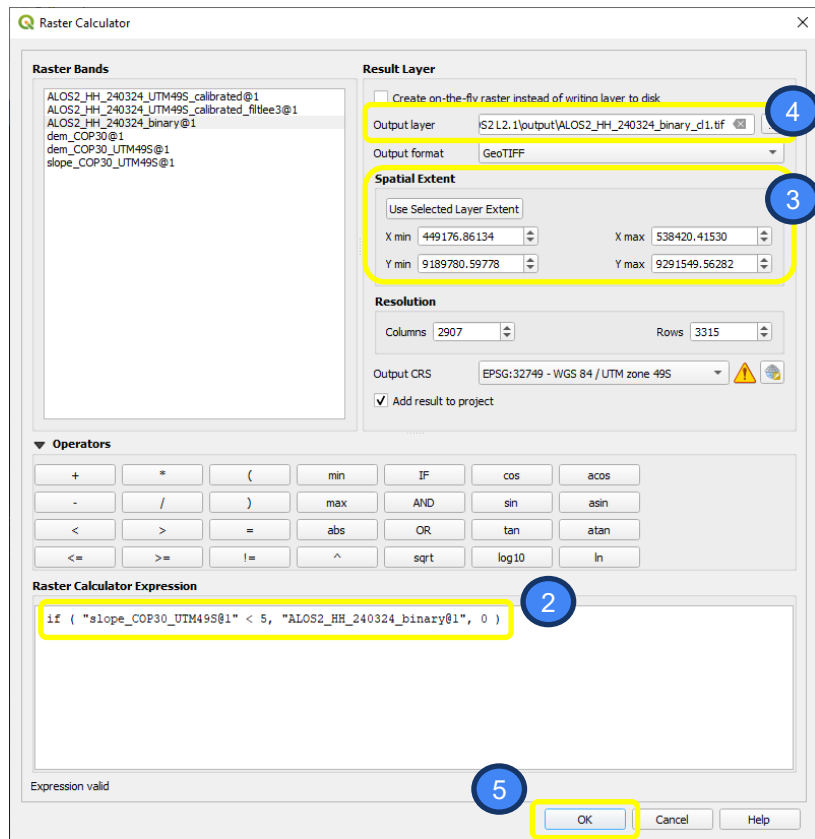 Raster Calculator
Raster Bands
ALOS2_HH_240324_UTM49S_calibrated@1
ALOS2_HH_240324_UTM49S_calibrated_filtlee3@1
ALOS2_HH_240324_binary@1
dem_COP30@1
dem_COP30_UTM49S@1
slope_COP30_UTM49S@1
Result Layer
Create on-the-fly raster instead of writing layer to disk
4
Output layer S2 L2.1\output\ALOS2_HH_240324_binary_d1.tif
Output format GeoTIFF
Spatial Extent
3
Use Selected Layer Extent
X min 449176.86134 X max 538420.41530
Y min 9189780.59778 Y max 9291549.56282
Resolution
Columns 2907 Rows 3315
Output CRS EPSG:32749 - WGS 84 / UTM zone 49S
Add result to project
Operators
+ * ( min IF cos acos
- / ) max AND sin asin
< > = abs OR tan atan
<= >= != ^ sqrt log10 ln
Raster Calculator Expression
2
if ( "slope_COP30_UTM49S@1" < 5, "ALOS2_HH_240324_binary@1", 0 )
Expression valid
5
OK Cancel Help